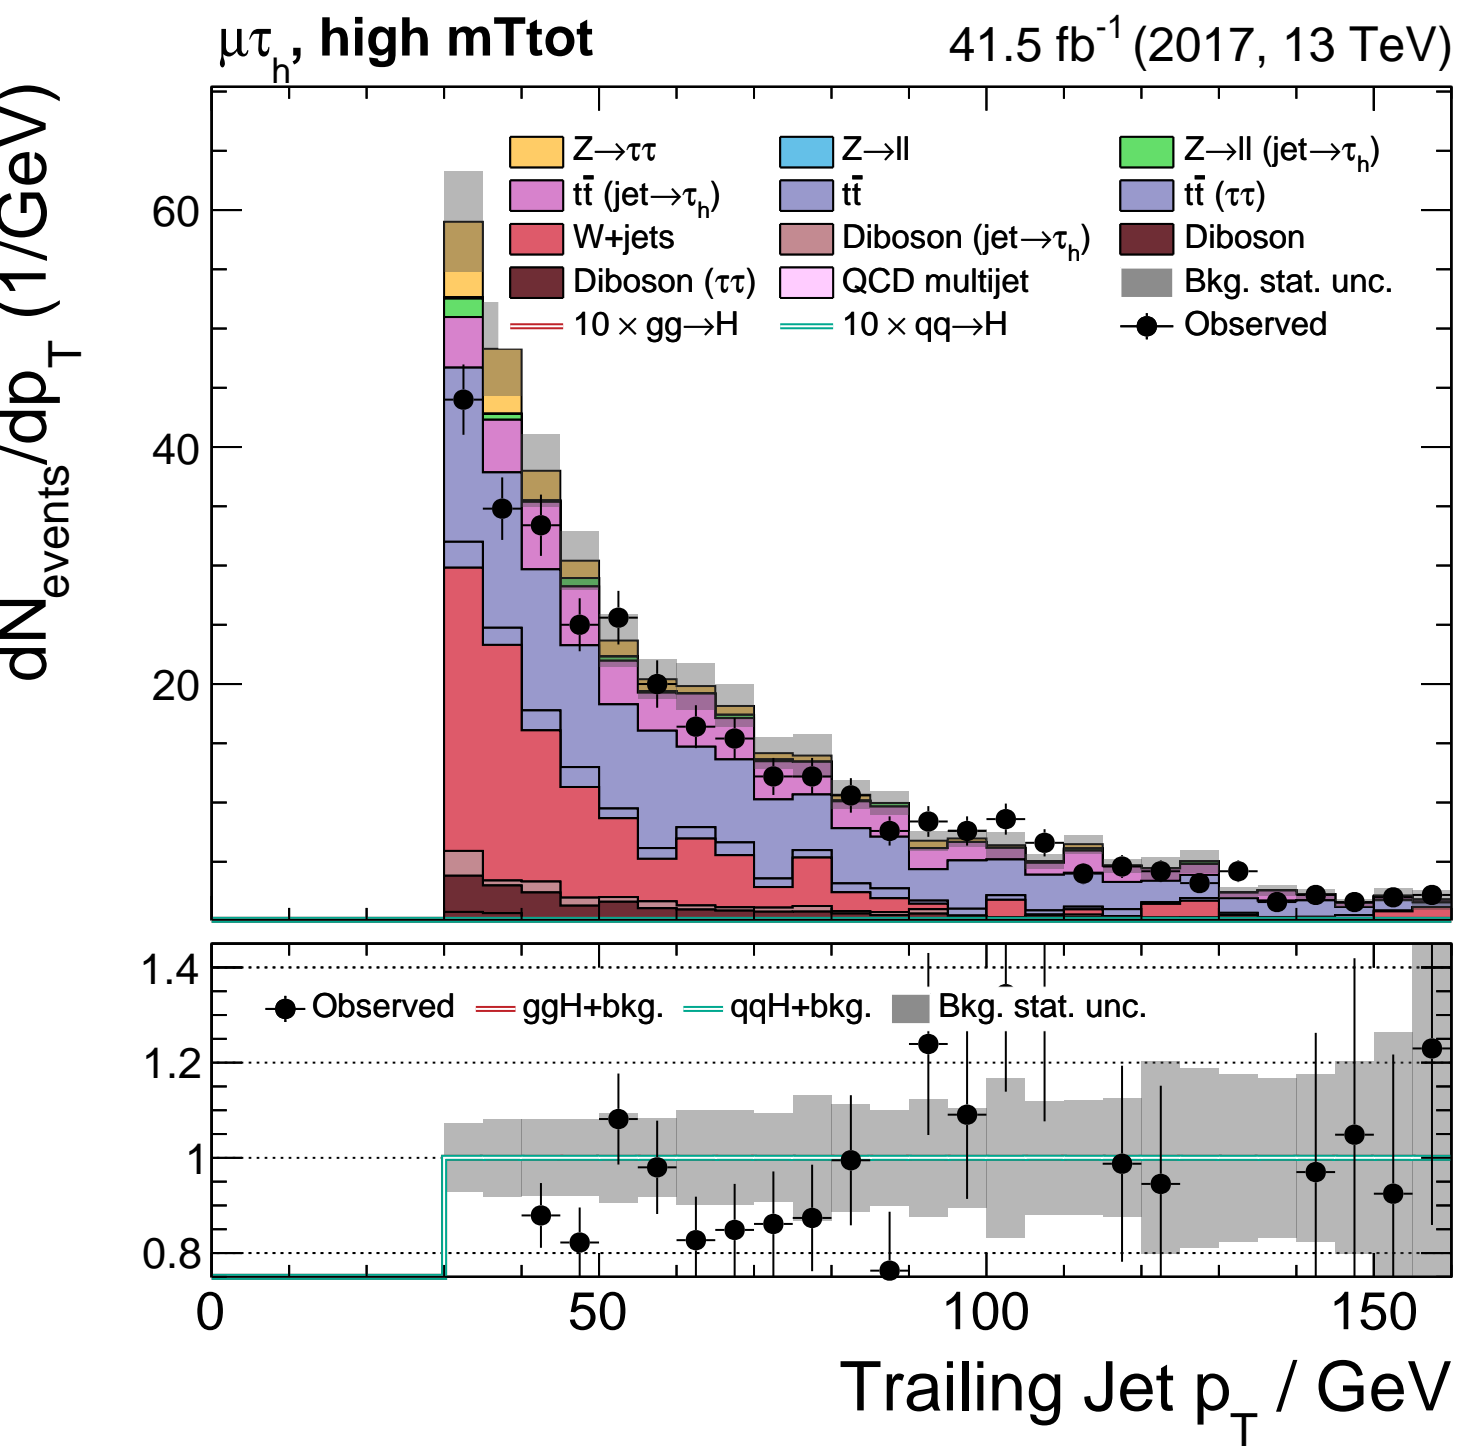 μτh, high mTtot 41.5 fb-1 (2017, 13 TeV)
dNevents/dpT (1/GeV)
Z→ττ Z→ll Z→ll (jet→τh)
tt̄ (jet→τh) tt̄ tt̄ (ττ)
W+jets Diboson (jet→τh) Diboson
Diboson (ττ) QCD multijet Bkg. stat. unc.
10 × gg→H 10 × qq→H Observed
60
40
20
1.4
Observed ggH+bkg. qqH+bkg. Bkg. stat. unc.
1.2
1
0.8
0 50 100 150
Trailing Jet pT / GeV